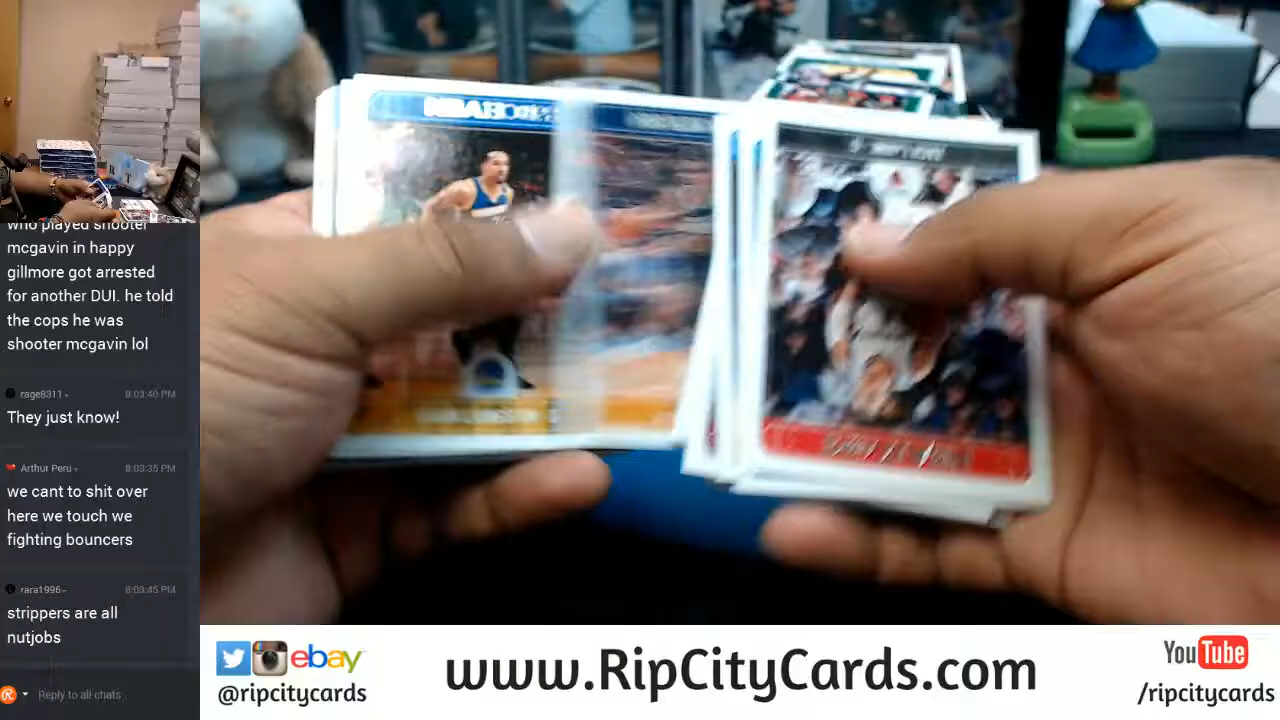 who played shooter
mcgavin in happy
gillmore got arrested
for another DUI. he told
the cops he was
shooter mcgavin lol
rage8311
8:03:40 PM
They just know!
Arthur Peru
8:03:35 PM
we cant to shit over
here we touch we
fighting bouncers
rara1996
8:03:45 PM
strippers are all
nutjobs
Reply to all chats
ebay
@ripcitycards
www.RipCityCards.com
YouTube
/ripcitycards